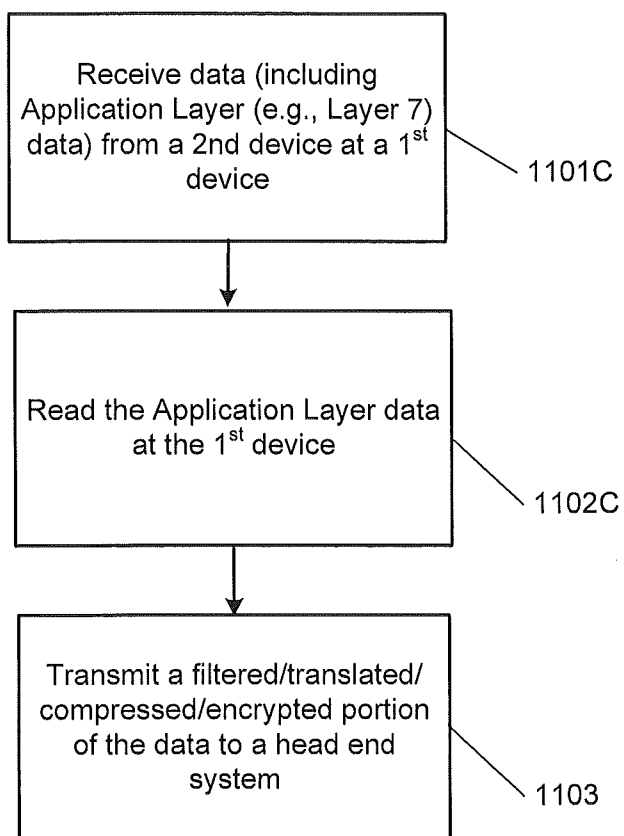 Receive data (including
Application Layer (e.g., Layer 7)
data) from a 2nd device at a 1st
device
1101C
Read the Application Layer data
at the 1st device
1102C
Transmit a filtered/translated/
compressed/encrypted portion
of the data to a head end
system
1103